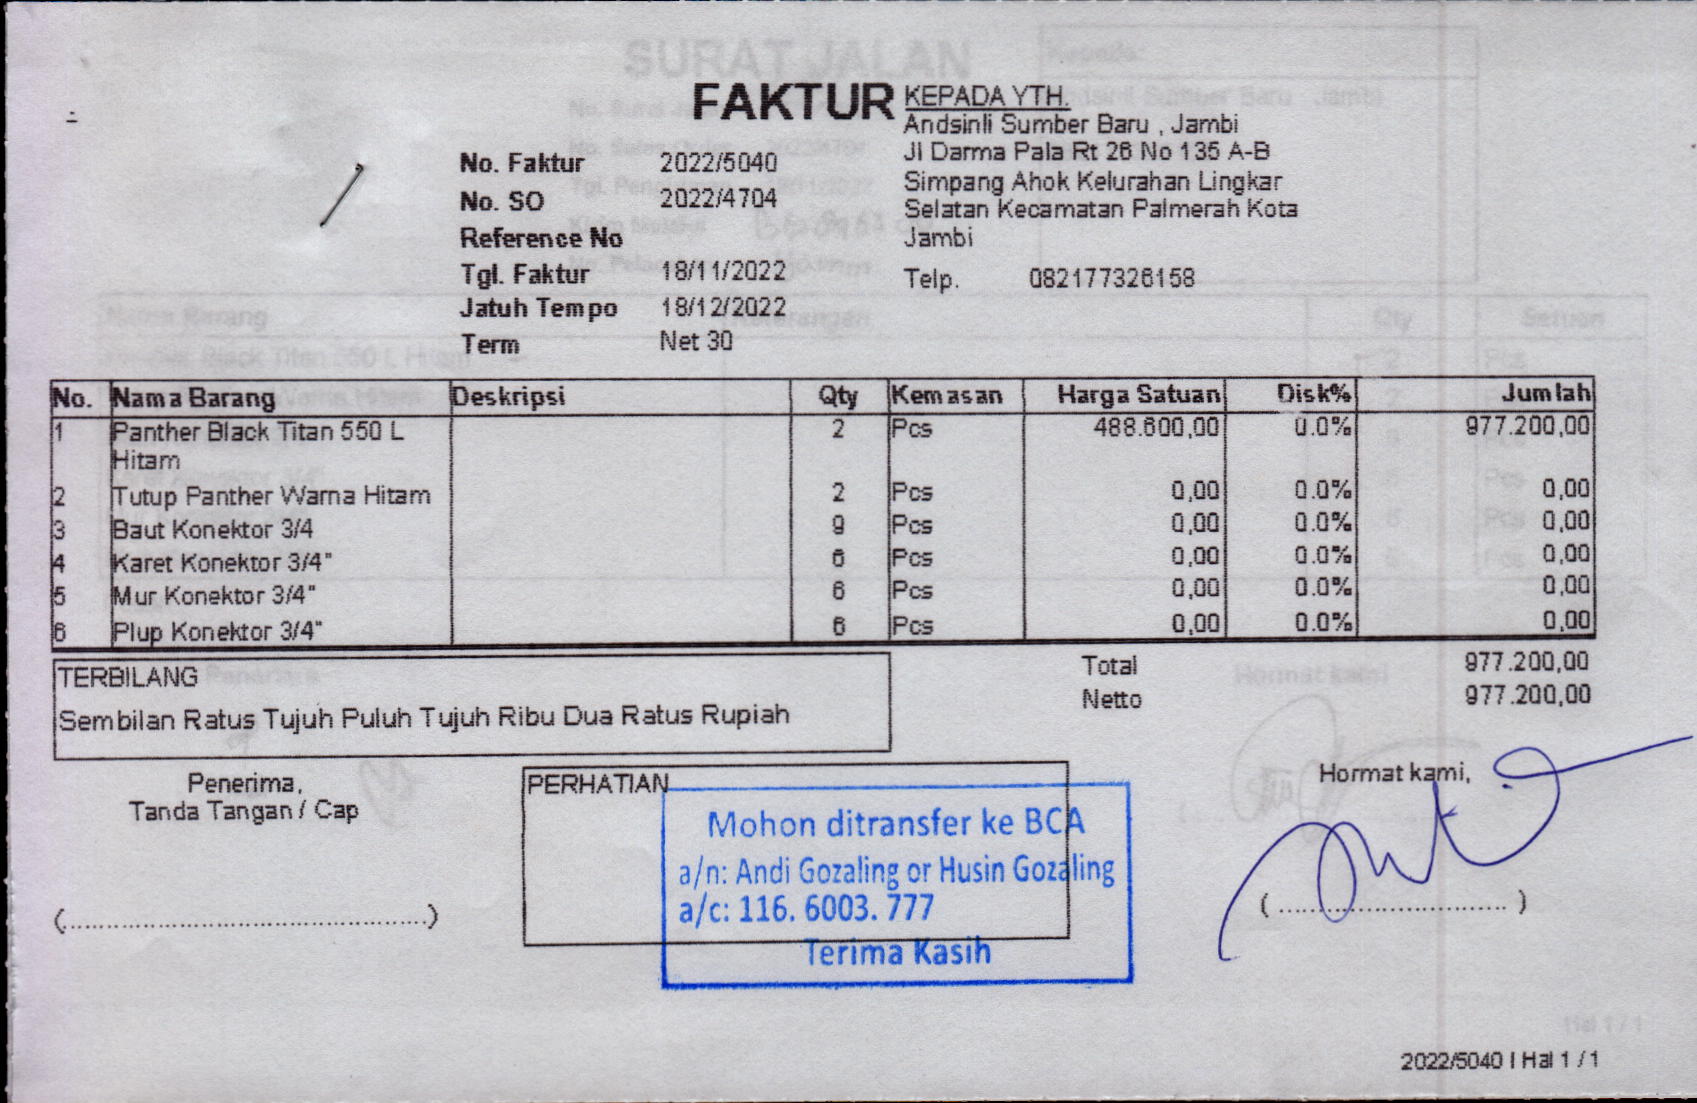 FAKTUR
KEPADA YTH.
Andsinli Sumber Baru , Jambi
Jl Darma Pala Rt 26 No 135 A-B
Simpang Ahok Kelurahan Lingkar
Selatan Kecamatan Palmerah Kota
Jambi
Telp. 082177326158
No. Faktur 2022/5040
No. SO 2022/4704
Reference No
Tgl. Faktur 18/11/2022
Jatuh Tempo 18/12/2022
Term Net 30
No. Nama Barang Deskripsi Qty Kemasan Harga Satuan Disk% Jumlah
1 Panther Black Titan 550 L 2 Pcs 488.600,00 0.0% 977.200,00
Hitam
2 Tutup Panther Warna Hitam 2 Pcs 0,00 0.0% 0,00
3 Baut Konektor 3/4 9 Pcs 0,00 0.0% 0,00
4 Karet Konektor 3/4" 6 Pcs 0,00 0.0% 0,00
5 Mur Konektor 3/4" 6 Pcs 0,00 0.0% 0,00
6 Plup Konektor 3/4" 6 Pcs 0,00 0.0% 0,00
Total 977.200,00
Netto 977.200,00
TERBILANG
Sembilan Ratus Tujuh Puluh Tujuh Ribu Dua Ratus Rupiah
Penerima,
Tanda Tangan / Cap
(...............................................)
PERHATIAN
Mohon ditransfer ke BCA
a/n: Andi Gozaling or Husin Gozaling
a/c: 116. 6003. 777
Terima Kasih
Hormat kami,
( ................................ )
2022/5040 | Hal 1 / 1